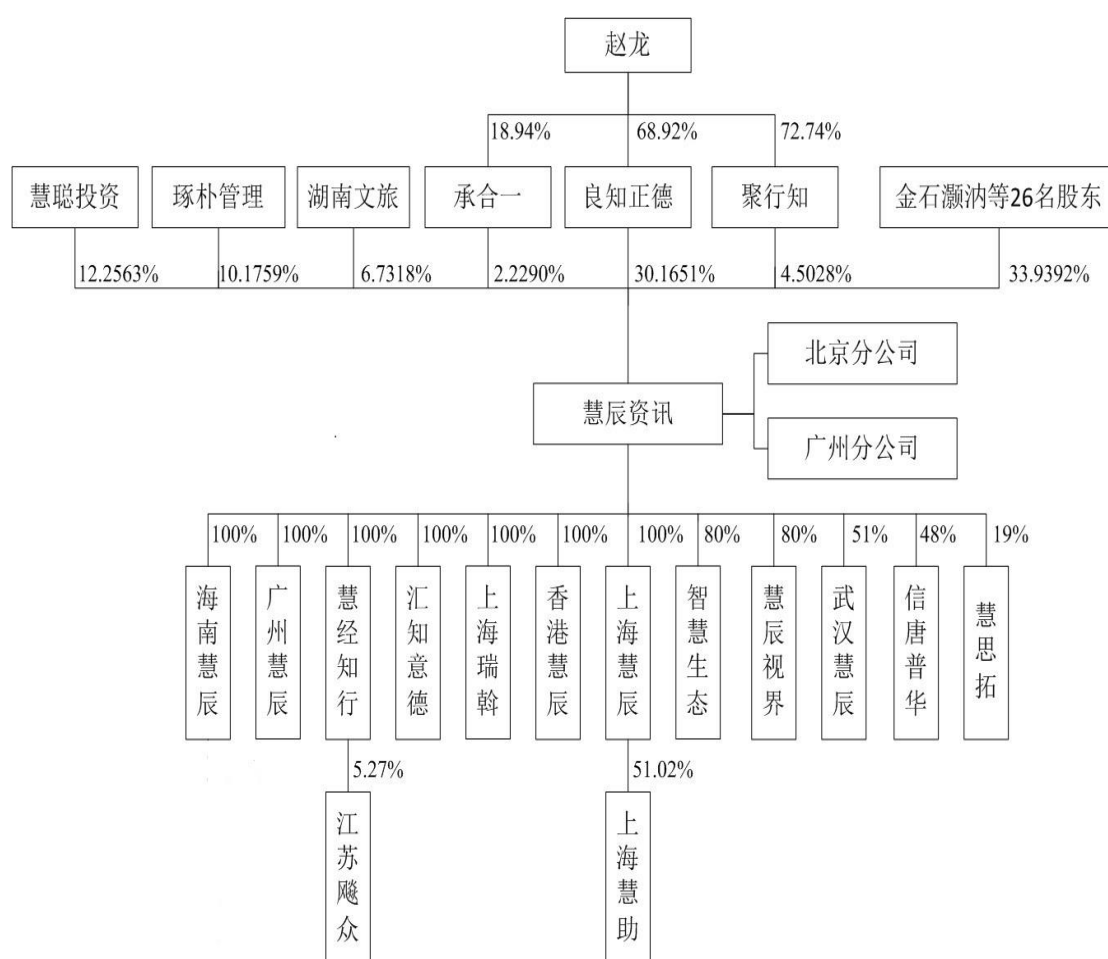 赵龙
18.94%
68.92%
72.74%
慧聪投资
琢朴管理
湖南文旅
承合一
良知正德
聚行知
金石灏汭等26名股东
12.2563%
10.1759%
6.7318%
2.2290%
30.1651%
4.5028%
33.9392%
北京分公司
慧辰资讯
广州分公司
100%
100%
100%
100%
100%
100%
100%
80%
80%
51%
48%
19%
海南慧辰
广州慧辰
慧经知行
汇知意德
上海瑞斡
香港慧辰
上海慧辰
智慧生态
慧辰视界
武汉慧辰
信唐普华
慧思拓
5.27%
51.02%
江苏飚众
上海慧助